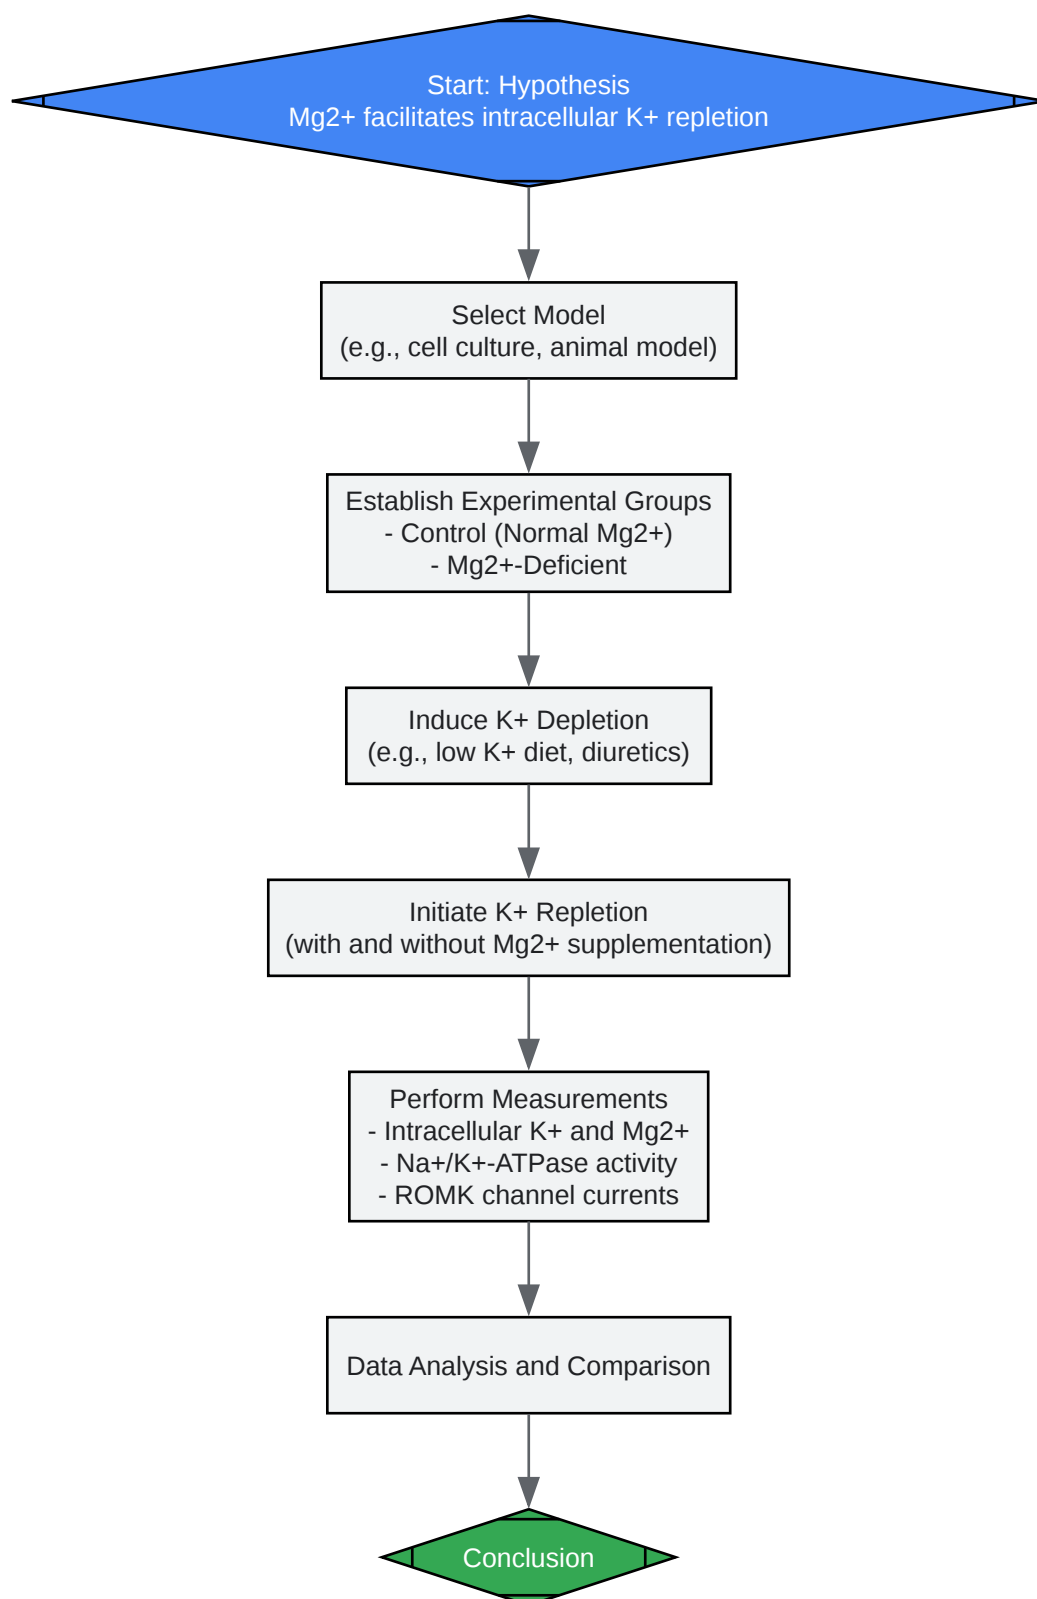 Start: Hypothesis
Mg2+ facilitates intracellular K+ repletion
Select Model
(e.g., cell culture, animal model)
Establish Experimental Groups
- Control (Normal Mg2+)
- Mg2+-Deficient
Induce K+ Depletion
(e.g., low K+ diet, diuretics)
Initiate K+ Repletion
(with and without Mg2+ supplementation)
Perform Measurements
- Intracellular K+ and Mg2+
- Na+/K+-ATPase activity
- ROMK channel currents
Data Analysis and Comparison
Conclusion